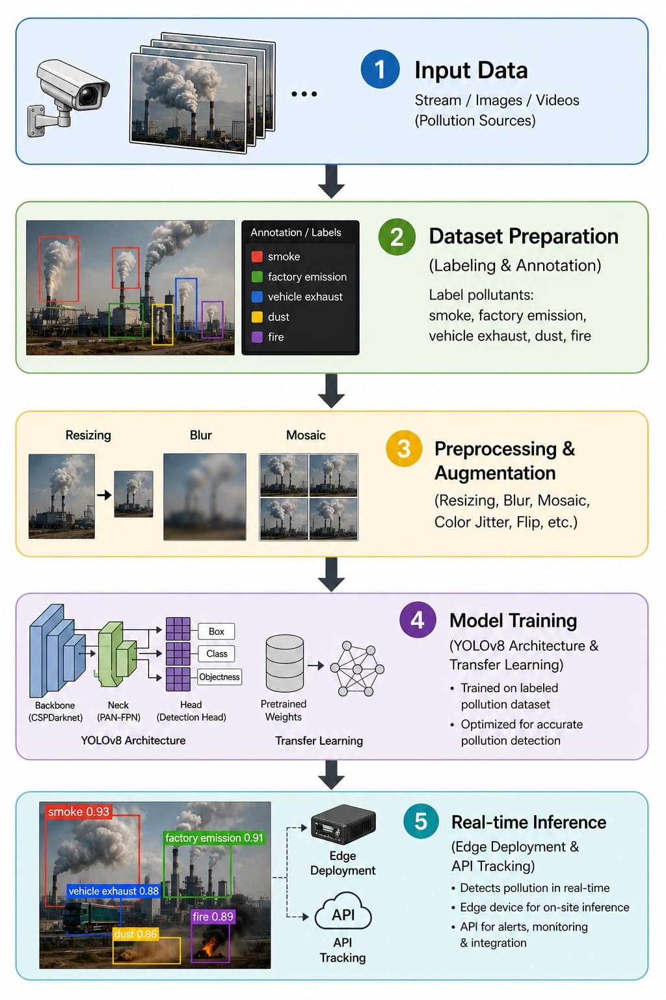 1
Input Data
Stream / Images / Videos
(Pollution Sources)
Annotation / Labels
smoke
factory emission
vehicle exhaust
dust
fire
2
Dataset Preparation
(Labeling & Annotation)
Label pollutants:
smoke, factory emission,
vehicle exhaust, dust, fire
Resizing
Blur
Mosaic
3
Preprocessing &
Augmentation
(Resizing, Blur, Mosaic,
Color Jitter, Flip, etc.)
Box
Class
Objectness
Backbone
(CSPDarknet)
Neck
(PAN-FPN)
Head
(Detection Head)
YOLOv8 Architecture
Pretrained
Weights
Transfer Learning
4
Model Training
(YOLOv8 Architecture &
Transfer Learning)
• Trained on labeled
pollution dataset
• Optimized for accurate
pollution detection
smoke 0.93
factory emission 0.91
vehicle exhaust 0.88
fire 0.89
dust 0.86
Edge
Deployment
API
API
Tracking
5
Real-time Inference
(Edge Deployment &
API Tracking)
• Detects pollution in real-time
• Edge device for on-site inference
• API for alerts, monitoring
& integration